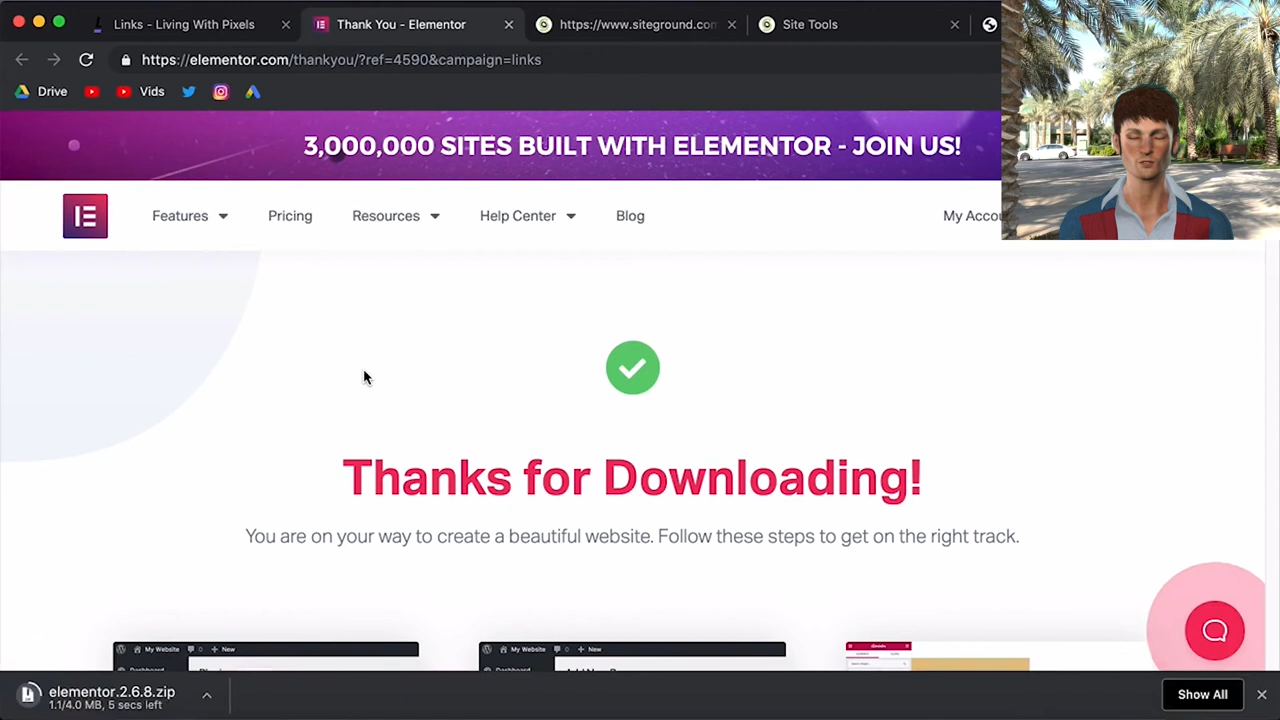 Links - Living With Pixels
Thank You - Elementor
https://www.siteground.con
Site Tools
https://elementor.com/thankyou/?ref=4590&campaign=links
Drive
Vids
3,000,000 SITES BUILT WITH ELEMENTOR - JOIN US!
Features
Pricing
Resources
Help Center
Blog
My Accou
Thanks for Downloading!
You are on your way to create a beautiful website. Follow these steps to get on the right track.
My Website 0 + New
My Website 0 + New
elementor.2.6.8.zip
1.1/4.0 MB, 5 secs left
Show All